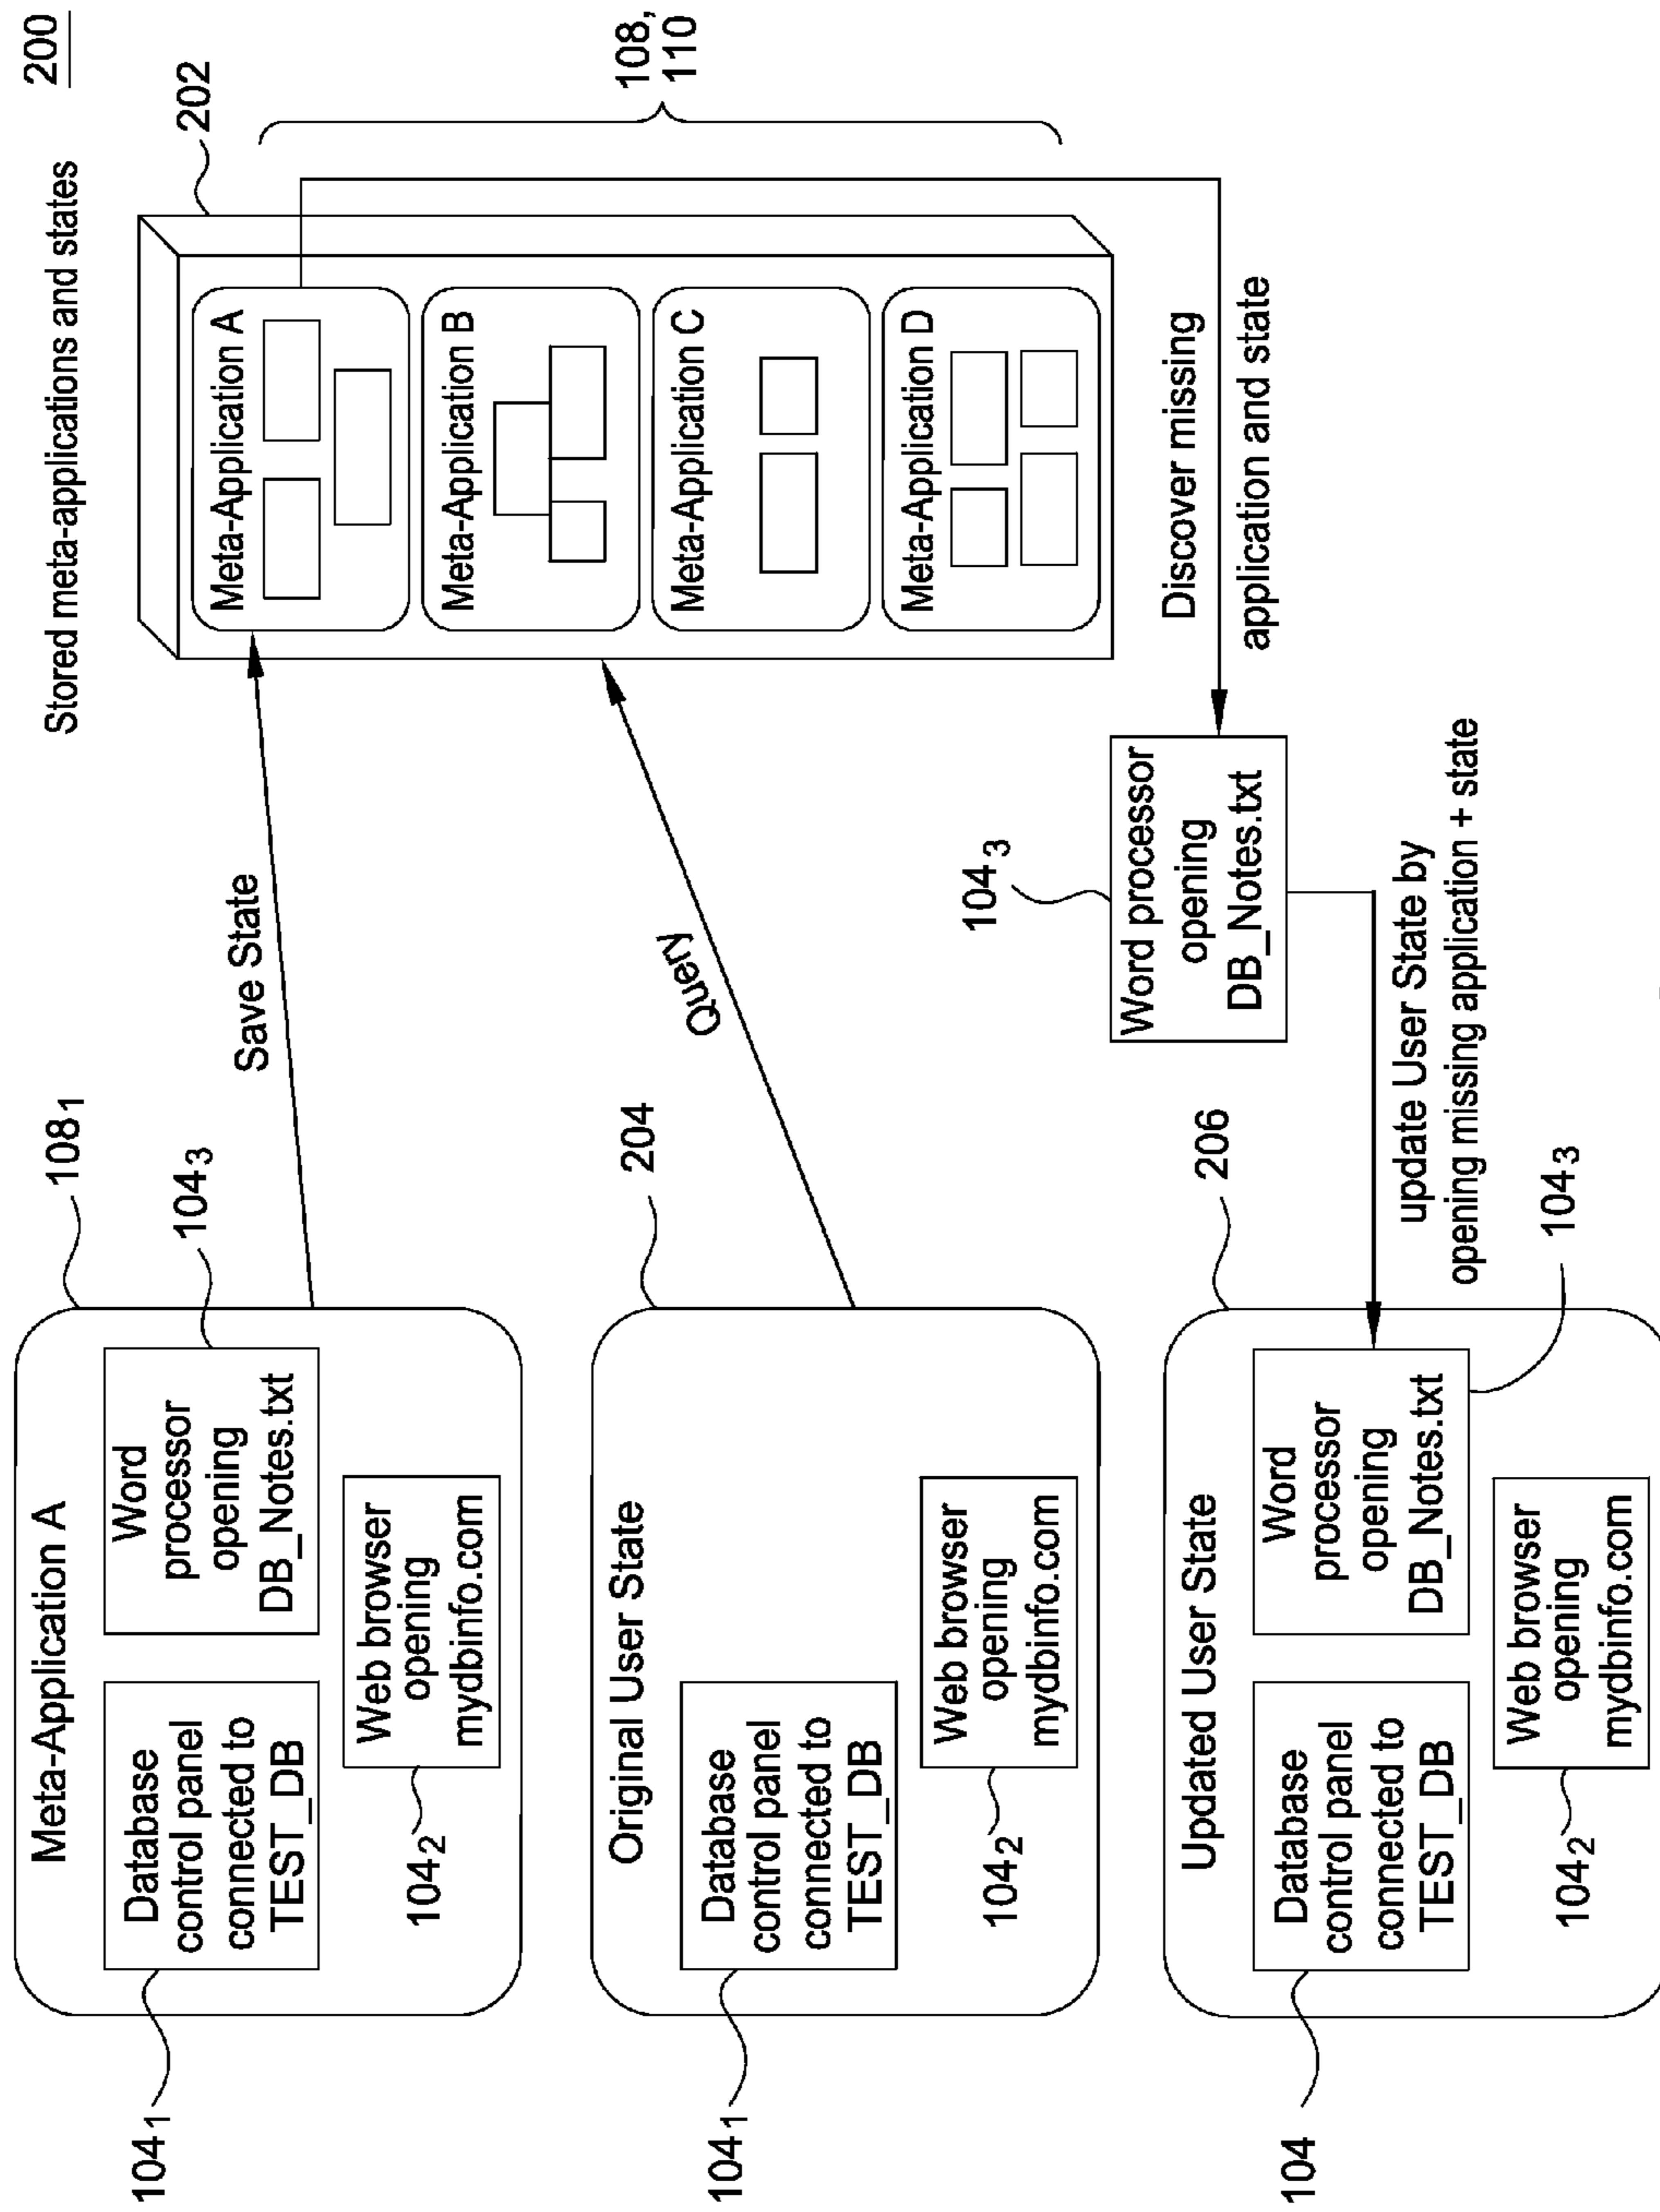 200
Stored meta-applications and states
202
108,
110
Meta-Application A
Meta-Application B
Meta-Application C
Meta-Application D
108₁
Meta-Application A
Database
control panel
connected to
TEST_DB
Word
processor
opening
DB_Notes.txt
Web browser
opening
mydbinfo.com
104₁
104₂
104₃
Save State
204
Original User State
Database
control panel
connected to
TEST_DB
Web browser
opening
mydbinfo.com
104₁
104₂
Query
Discover missing
application and state
104₃
Word processor
opening
DB_Notes.txt
update User State by
opening missing application + state
206
Updated User State
Database
control panel
connected to
TEST_DB
Word
processor
opening
DB_Notes.txt
Web browser
opening
mydbinfo.com
104
104₂
104₃